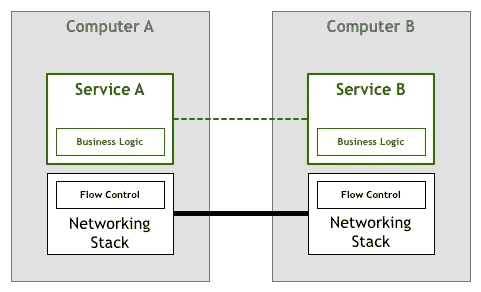 Computer A
Service A
Business Logic
Flow Control
Networking
Stack
Computer B
Service B
Business Logic
Flow Control
Networking
Stack